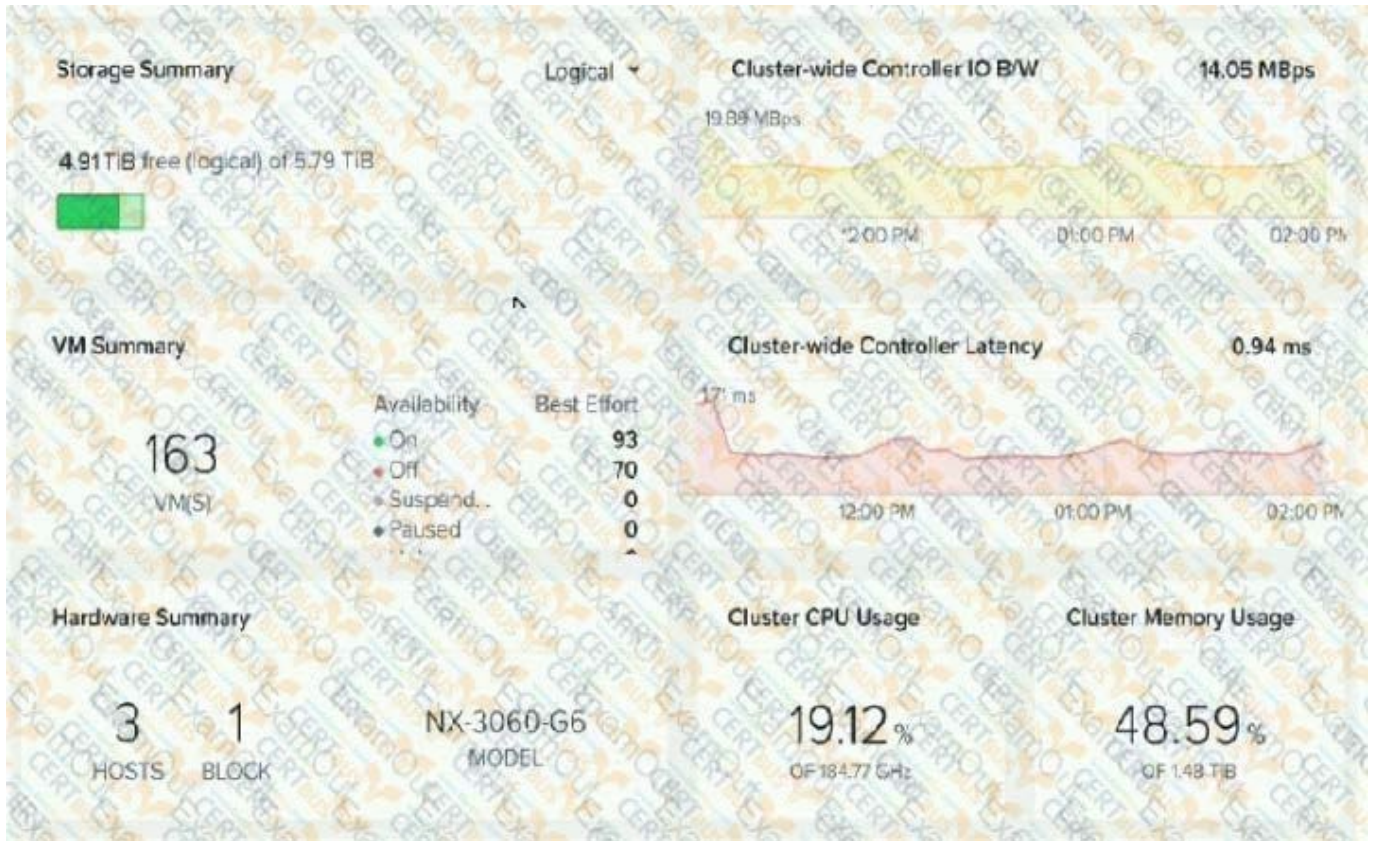 Storage Summary
Logical
4.91 TiB free (logical) of 5.79 TiB
Cluster-wide Controller IO B/W
14.05 MBps
19.89 MBps
12:00 PM
01:00 PM
02:00 PM
VM Summary
163
VM(S)
Availability
Best Effort
On
93
Off
70
Suspend...
0
Paused
0
Cluster-wide Controller Latency
0.94 ms
ms
12:00 PM
01:00 PM
02:00 PM
Hardware Summary
3
HOSTS
1
BLOCK
NX-3060-G6
MODEL
Cluster CPU Usage
19.12 %
OF 184.77 GHz
Cluster Memory Usage
48.59 %
OF 1.48 TiB